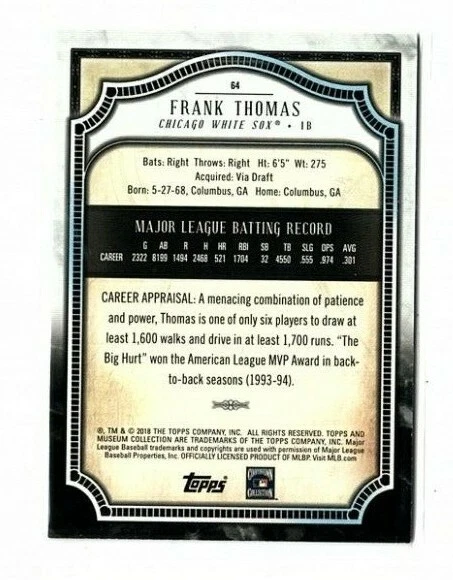 64
FRANK THOMAS
CHICAGO WHITE SOX® • 1B
Bats: Right Throws: Right Ht: 6'5" Wt: 275
Acquired: Via Draft
Born: 5-27-68, Columbus, GA Home: Columbus, GA
MAJOR LEAGUE BATTING RECORD
G AB R H HR RBI SB TB SLG OPS AVG
CAREER 2322 8199 1494 2468 521 1704 32 4550 .555 .974 .301
CAREER APPRAISAL: A menacing combination of patience
and power, Thomas is one of only six players to draw at
least 1,600 walks and drive in at least 1,700 runs. “The
Big Hurt” won the American League MVP Award in back-
to-back seasons (1993-94).
®, TM & © 2018 THE TOPPS COMPANY, INC. ALL RIGHTS RESERVED. TOPPS AND
MUSEUM COLLECTION ARE TRADEMARKS OF THE TOPPS COMPANY, INC. Major
League Baseball trademarks and copyrights are used with permission of Major League
Baseball Properties, Inc. OFFICIALLY LICENSED PRODUCT OF MLBP. Visit MLB.com
Topps
COOPERSTOWN
COLLECTION